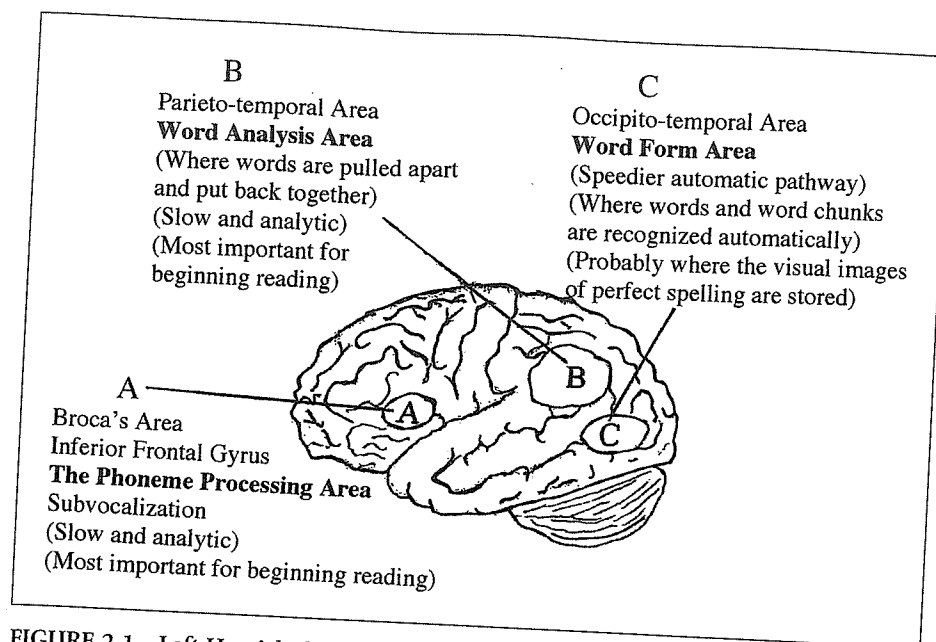 B
Parieto-temporal Area
Word Analysis Area
(Where words are pulled apart
and put back together)
(Slow and analytic)
(Most important for
beginning reading)
C
Occipito-temporal Area
Word Form Area
(Speedier automatic pathway)
(Where words and word chunks
are recognized automatically)
(Probably where the visual images
of perfect spelling are stored)
B
A
C
A
Broca's Area
Inferior Frontal Gyrus
The Phoneme Processing Area
Subvocalization
(Slow and analytic)
(Most important for beginning reading)
FIGURE 2.1 Left